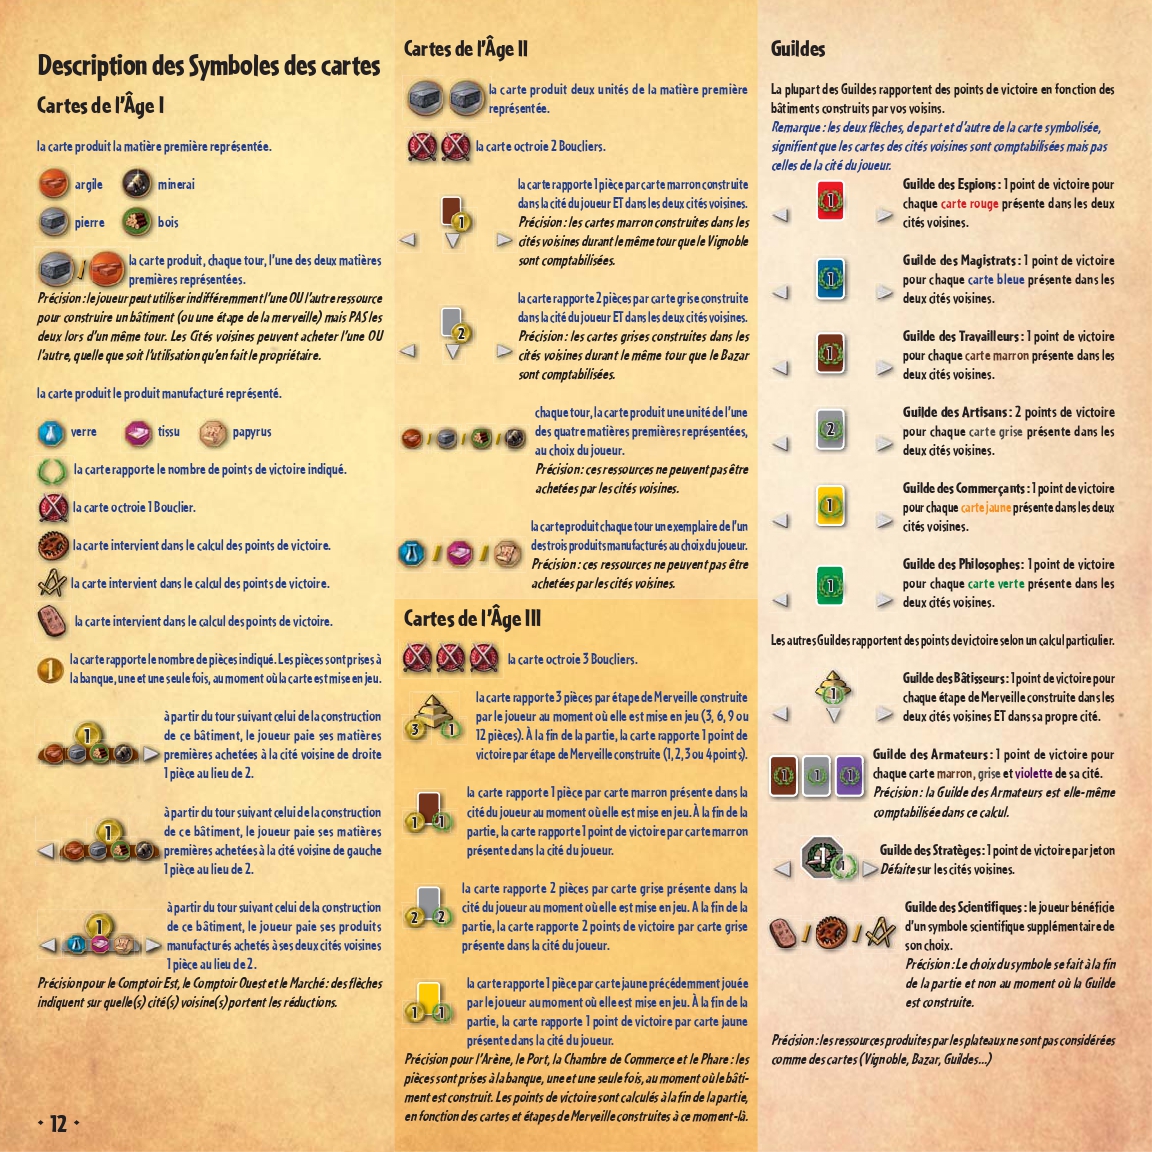 Description des Symboles des cartes
Cartes de l'Âge I
la carte produit la matière première représentée.
argile
minerai
pierre
bois
/
la carte produit, chaque tour, l'une des deux matières
premières représentées.
Précision : le joueur peut utiliser indifféremment l'une OU l'autre ressource
pour construire un bâtiment (ou une étape de la merveille) mais PAS les
deux lors d'un même tour. Les Cités voisines peuvent acheter l'une OU
l'autre, quelle que soit l'utilisation qu'en fait le propriétaire.
la carte produit le produit manufacturé représenté.
verre
tissu
papyrus
la carte rapporte le nombre de points de victoire indiqué.
la carte octroie 1 Bouclier.
la carte intervient dans le calcul des points de victoire.
la carte intervient dans le calcul des points de victoire.
la carte intervient dans le calcul des points de victoire.
1
la carte rapporte le nombre de pièces indiqué. Les pièces sont prises à
la banque, une et une seule fois, au moment où la carte est mise en jeu.
1
à partir du tour suivant celui de la construction
de ce bâtiment, le joueur paie ses matières
premières achetées à la cité voisine de droite
1 pièce au lieu de 2.
1
à partir du tour suivant celui de la construction
de ce bâtiment, le joueur paie ses matières
premières achetées à la cité voisine de gauche
1 pièce au lieu de 2.
1
à partir du tour suivant celui de la construction
de ce bâtiment, le joueur paie ses produits
manufacturés achetés à ses deux cités voisines
1 pièce au lieu de 2.
Précision pour le Comptoir Est, le Comptoir Ouest et le Marché : des flèches
indiquent sur quelle(s) cité(s) voisine(s) portent les réductions.
• 12 •
Cartes de l'Âge II
la carte produit deux unités de la matière première
représentée.
la carte octroie 2 Boucliers.
1
la carte rapporte 1 pièce par carte marron construite
dans la cité du joueur ET dans les deux cités voisines.
Précision : les cartes marron construites dans les
cités voisines durant le même tour que le Vignoble
sont comptabilisées.
2
la carte rapporte 2 pièces par carte grise construite
dans la cité du joueur ET dans les deux cités voisines.
Précision : les cartes grises construites dans les
cités voisines durant le même tour que le Bazar
sont comptabilisées.
/ / /
chaque tour, la carte produit une unité de l'une
des quatre matières premières représentées,
au choix du joueur.
Précision : ces ressources ne peuvent pas être
achetées par les cités voisines.
/ /
la carte produit chaque tour un exemplaire de l'un
des trois produits manufacturés au choix du joueur.
Précision : ces ressources ne peuvent pas être
achetées par les cités voisines.
Cartes de l'Âge III
la carte octroie 3 Boucliers.
3 1
la carte rapporte 3 pièces par étape de Merveille construite
par le joueur au moment où elle est mise en jeu (3, 6, 9 ou
12 pièces). À la fin de la partie, la carte rapporte 1 point de
victoire par étape de Merveille construite (1, 2, 3 ou 4 points).
1 1
la carte rapporte 1 pièce par carte marron présente dans la
cité du joueur au moment où elle est mise en jeu. À la fin de la
partie, la carte rapporte 1 point de victoire par carte marron
présente dans la cité du joueur.
2 2
la carte rapporte 2 pièces par carte grise présente dans la
cité du joueur au moment où elle est mise en jeu. A la fin de la
partie, la carte rapporte 2 points de victoire par carte grise
présente dans la cité du joueur.
1 1
la carte rapporte 1 pièce par carte jaune précédemment jouée
par le joueur au moment où elle est mise en jeu. À la fin de la
partie, la carte rapporte 1 point de victoire par carte jaune
présente dans la cité du joueur.
Précision pour l'Arène, le Port, la Chambre de Commerce et le Phare : les
pièces sont prises à la banque, une et une seule fois, au moment où le bâti-
ment est construit. Les points de victoire sont calculés à la fin de la partie,
en fonction des cartes et étapes de Merveille construites à ce moment-là.
Guildes
La plupart des Guildes rapportent des points de victoire en fonction des
bâtiments construits par vos voisins.
Remarque : les deux flèches, de part et d'autre de la carte symbolisée,
signifient que les cartes des cités voisines sont comptabilisées mais pas
celles de la cité du joueur.
1
Guilde des Espions : 1 point de victoire pour
chaque carte rouge présente dans les deux
cités voisines.
1
Guilde des Magistrats : 1 point de victoire
pour chaque carte bleue présente dans les
deux cités voisines.
1
Guilde des Travailleurs : 1 point de victoire
pour chaque carte marron présente dans les
deux cités voisines.
2
Guilde des Artisans : 2 points de victoire
pour chaque carte grise présente dans les
deux cités voisines.
1
Guilde des Commerçants : 1 point de victoire
pour chaque carte jaune présente dans les deux
cités voisines.
1
Guilde des Philosophes : 1 point de victoire
pour chaque carte verte présente dans les
deux cités voisines.
Les autres Guildes rapportent des points de victoire selon un calcul particulier.
1
Guilde des Bâtisseurs : 1 point de victoire pour
chaque étape de Merveille construite dans les
deux cités voisines ET dans sa propre cité.
1 1 1
Guilde des Armateurs : 1 point de victoire pour
chaque carte marron, grise et violette de sa cité.
Précision : la Guilde des Armateurs est elle-même
comptabilisée dans ce calcul.
-1 1
Guilde des Stratèges : 1 point de victoire par jeton
Défaite sur les cités voisines.
/ /
Guilde des Scientifiques : le joueur bénéficie
d'un symbole scientifique supplémentaire de
son choix.
Précision : Le choix du symbole se fait à la fin
de la partie et non au moment où la Guilde
est construite.
Précision : les ressources produites par les plateaux ne sont pas considérées
comme des cartes (Vignoble, Bazar, Guildes...)